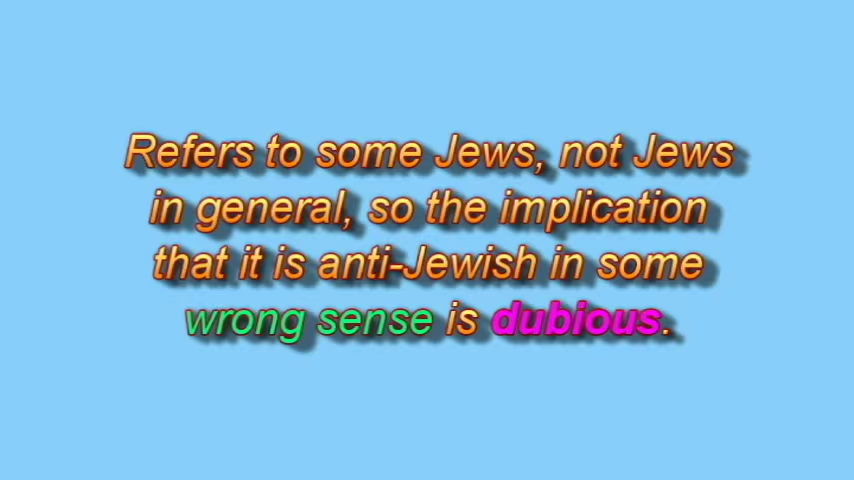 Refers to some Jews, not Jews
in general, so the implication
that it is anti-Jewish in some
wrong sense is dubious.